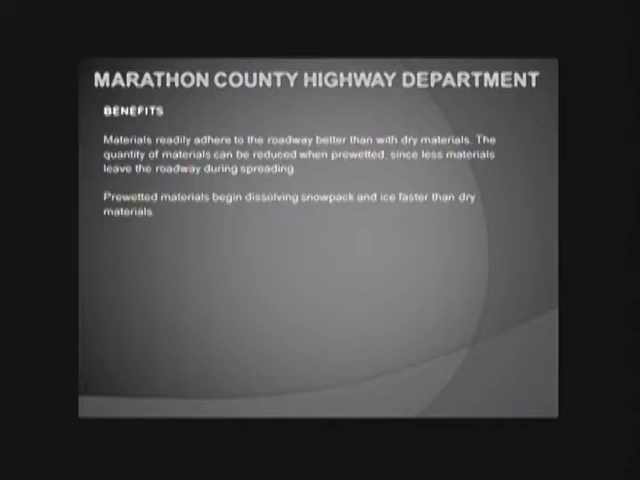 MARATHON COUNTY HIGHWAY DEPARTMENT
BENEFITS
Materials readily adhere to the roadway better than with dry materials. The
quantity of materials can be reduced when prewetted, since less materials
leave the roadway during spreading.
Prewetted materials begin dissolving snowpack and ice faster than dry
materials.